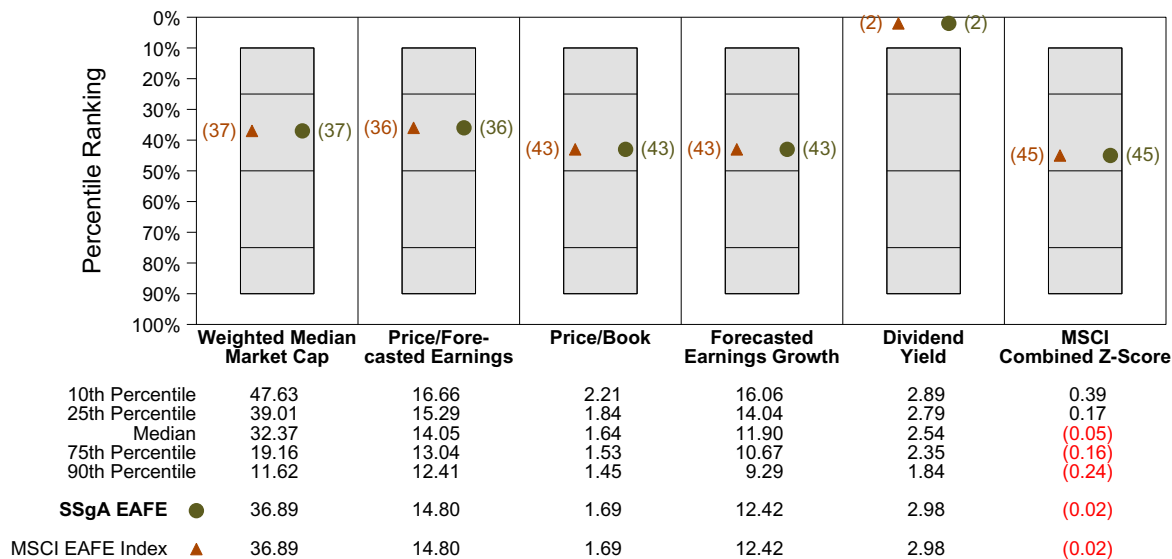 Percentile Ranking
0%
10%
20%
30%
40%
50%
60%
70%
80%
90%
100%
(37) (37)
(36) (36)
(43) (43)
(43) (43)
(2) (2)
(45) (45)
Weighted Median
Market Cap
Price/Fore-
casted Earnings
Price/Book
Forecasted
Earnings Growth
Dividend
Yield
MSCI
Combined Z-Score
10th Percentile 47.63 16.66 2.21 16.06 2.89 0.39
25th Percentile 39.01 15.29 1.84 14.04 2.79 0.17
Median 32.37 14.05 1.64 11.90 2.54 (0.05)
75th Percentile 19.16 13.04 1.53 10.67 2.35 (0.16)
90th Percentile 11.62 12.41 1.45 9.29 1.84 (0.24)
SSgA EAFE 36.89 14.80 1.69 12.42 2.98 (0.02)
MSCI EAFE Index 36.89 14.80 1.69 12.42 2.98 (0.02)